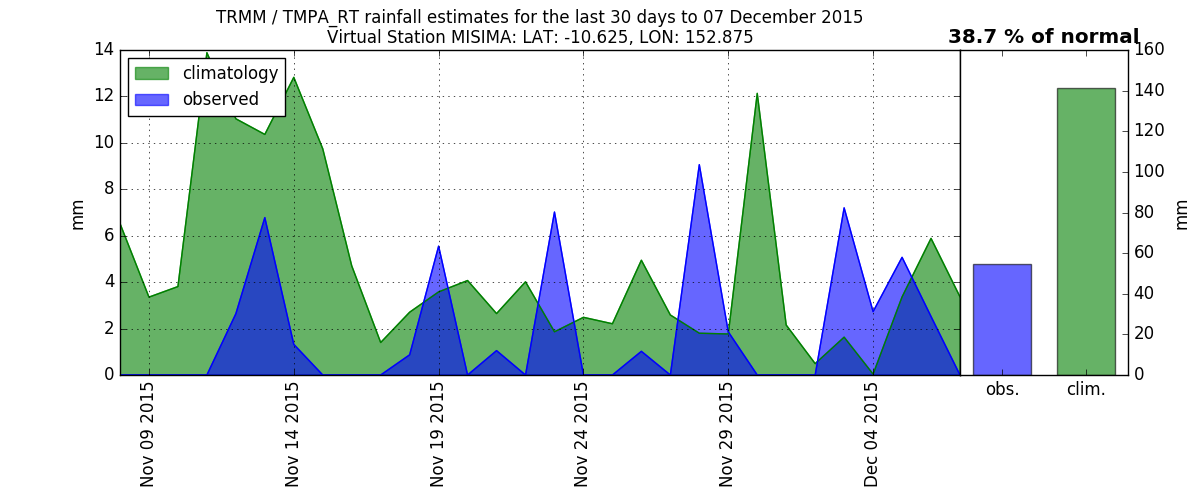 TRMM / TMPA_RT rainfall estimates for the last 30 days to 07 December 2015
Virtual Station MISIMA: LAT: -10.625, LON: 152.875
38.7 % of normal
climatology
observed
mm
14
12
10
8
6
4
2
0
Nov 09 2015
Nov 14 2015
Nov 19 2015
Nov 24 2015
Nov 29 2015
Dec 04 2015
160
140
120
100
80
60
40
20
0
mm
obs.
clim.